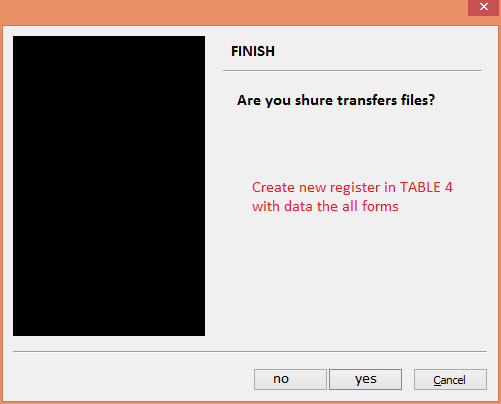 FINISH
Are you shure transfers files?
Create new register in TABLE 4
with data the all forms
no
yes
Cancel